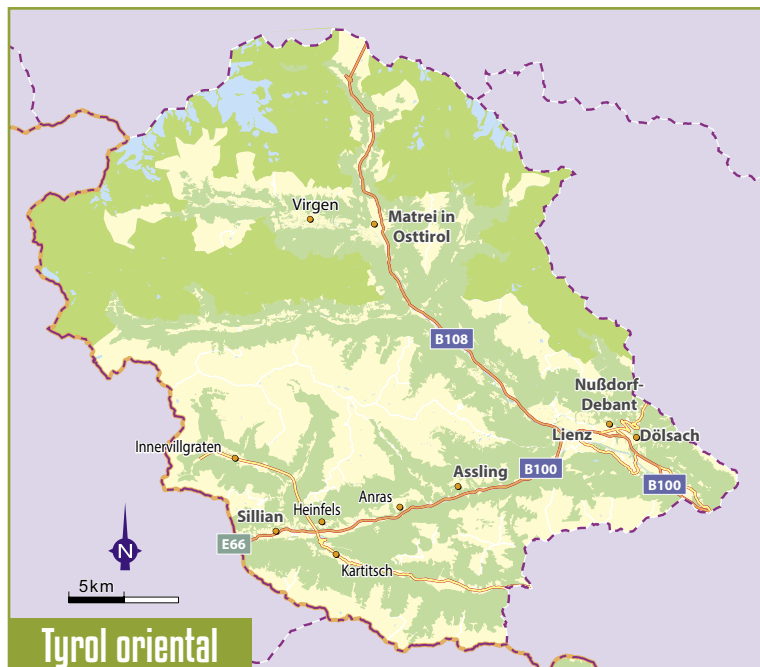 Virgen
Matrei in
Osttirol
B108
Nußdorf-
Debant
Lienz
Dölsach
Innervillgraten
Assling
B100
B100
Anras
Heinfels
Sillian
E66
Kartitsch
N
5km
Tyrol oriental